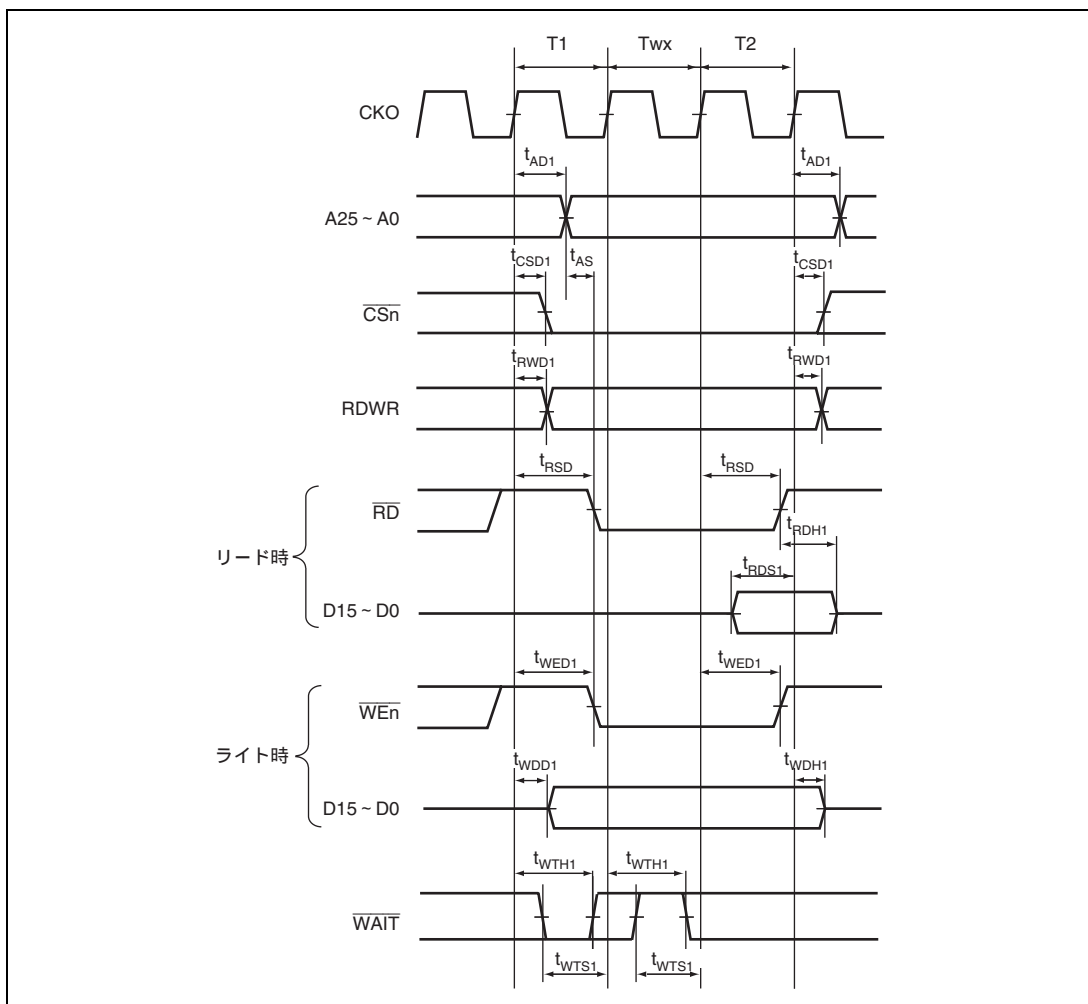 T1 Twx T2
CKO
tAD1 tAD1
A25 ~ A0
tCSD1 tAS tCSD1
CSn
tRWD1 tRWD1
RDWR
tRSD tRSD
RD
tRDH1
リード時
tRDS1
D15 ~ D0
tWED1 tWED1
WEn
ライト時
tWDD1 tWDH1
D15 ~ D0
tWTH1 tWTH1
WAIT
tWTS1 tWTS1